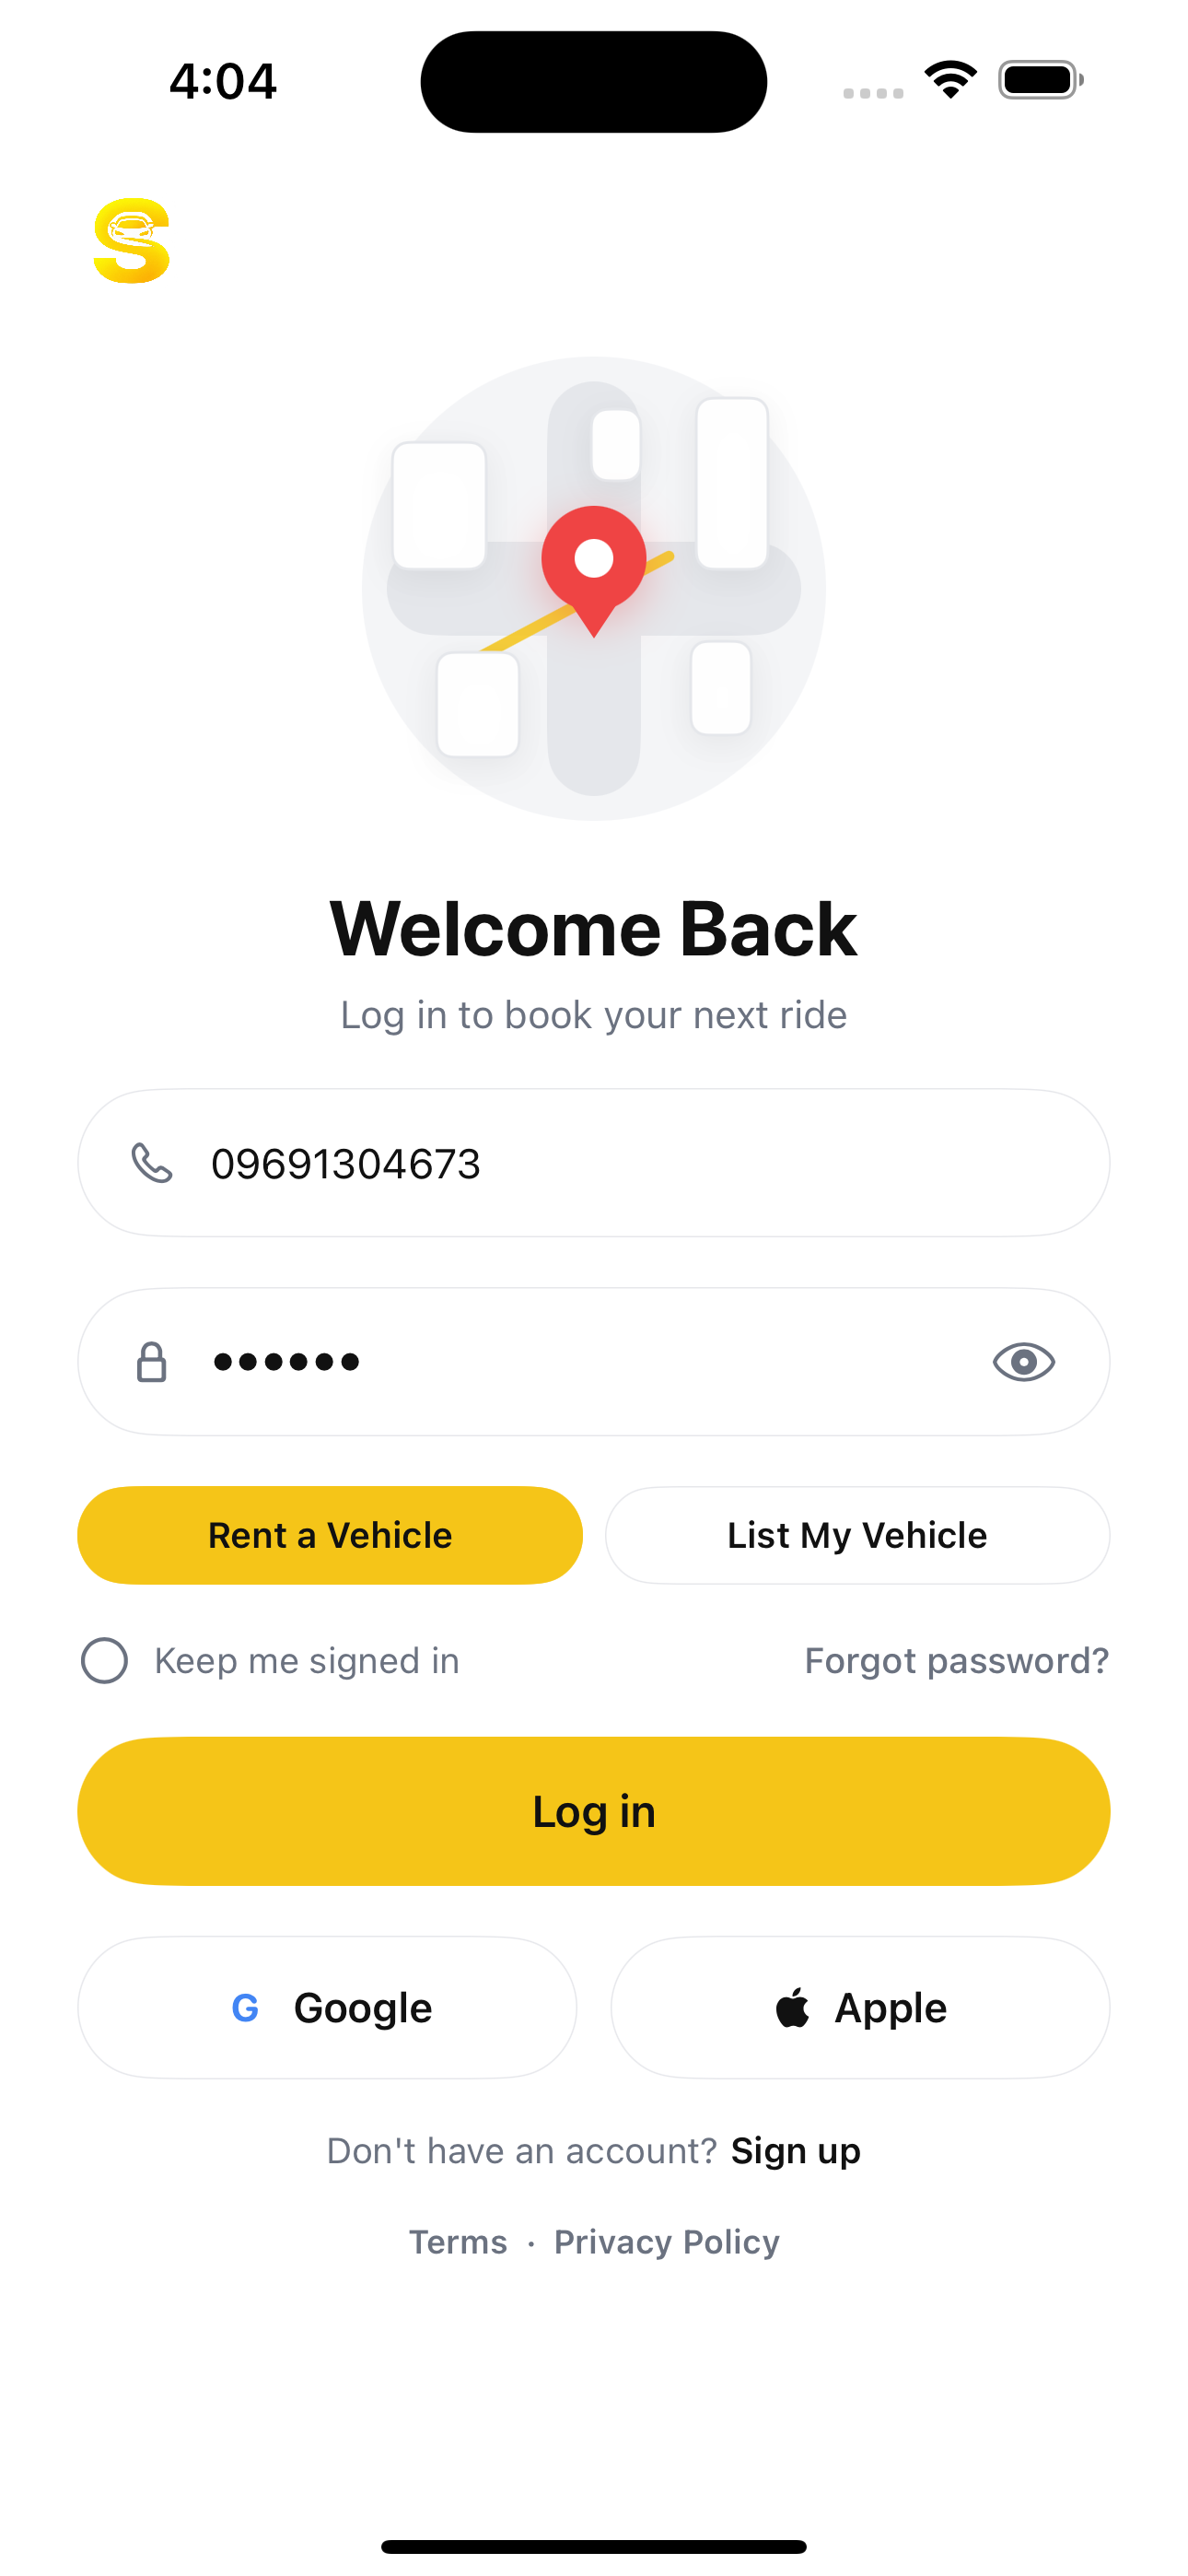 4:04
S
Welcome Back
Log in to book your next ride
09691304673
••••••
Rent a Vehicle
List My Vehicle
Keep me signed in
Forgot password?
Log in
G Google
Apple
Don't have an account? Sign up
Terms · Privacy Policy